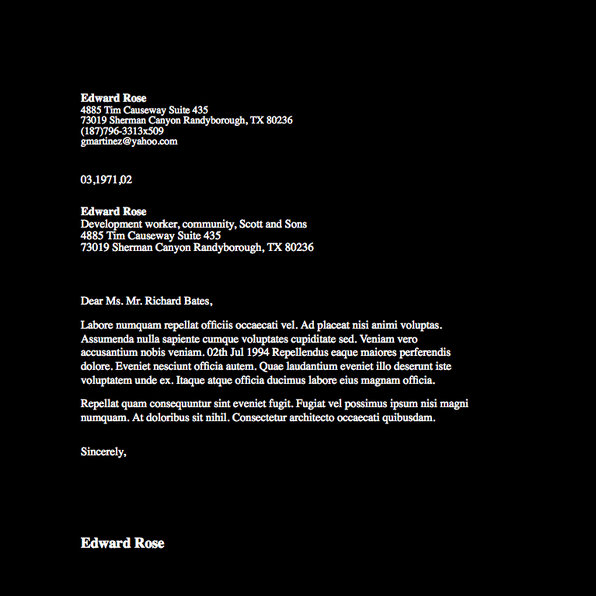 Edward Rose
4885 Tim Causeway Suite 435
73019 Sherman Canyon Randyborough, TX 80236
(187)796-3313x509
gmartinez@yahoo.com
03,1971,02
Edward Rose
Development worker, community, Scott and Sons
4885 Tim Causeway Suite 435
73019 Sherman Canyon Randyborough, TX 80236
Dear Ms. Mr. Richard Bates,
Labore numquam repellat officiis occaecati vel. Ad placeat nisi animi voluptas.
Assumenda nulla sapiente cumque voluptates cupiditate sed. Veniam vero
accusantium nobis veniam. 02th Jul 1994 Repellendus eaque maiores perferendis
dolore. Eveniet nesciunt officia autem. Quae laudantium eveniet illo deserunt iste
voluptatem unde ex. Itaque atque officia ducimus labore eius magnam officia.
Repellat quam consequuntur sint eveniet fugit. Fugiat vel possimus ipsum nisi magni
numquam. At doloribus sit nihil. Consectetur architecto occaecati quibusdam.
Sincerely,
Edward Rose